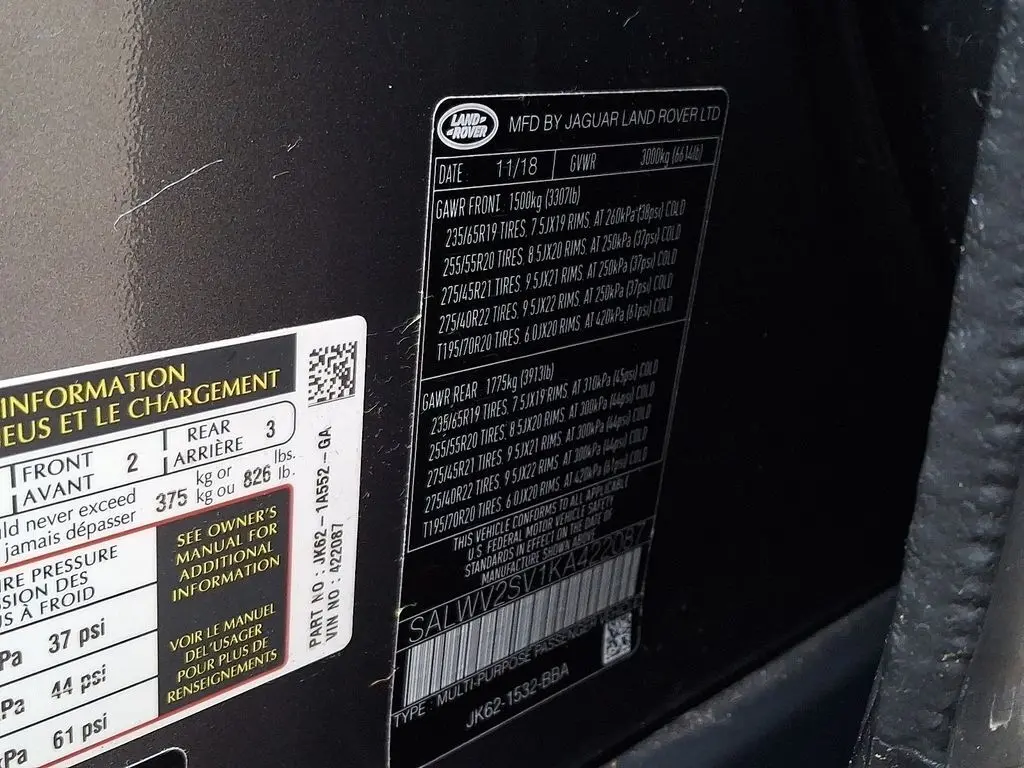 INFORMATION
EUS ET LE CHARGEMENT
FRONT 2 REAR 3
AVANT ARRIÈRE
ld never exceed 375 kg or 826 lbs.
jamais dépasser kg ou lb.
IRE PRESSURE
SION DES
US À FROID
Pa 37 psi
Pa 44 psi
kPa 61 psi
SEE OWNER'S
MANUAL FOR
ADDITIONAL
INFORMATION
VOIR LE MANUEL
DEL'USAGER
POUR PLUS DE
RENSEIGNEMENTS
PART NO: JK62-1A552-GA
VIN NO: 422087
LAND-
-ROVER
MFD BY JAGUAR LAND ROVER LTD
DATE 11/18 GVWR 3000kg (6614lb)
GAWR FRONT 1500kg (3307lb)
235/65R19 TIRES, 7.5JX19 RIMS, AT 260kPa (38psi) COLD
255/55R20 TIRES, 8.5JX20 RIMS, AT 250kPa (37psi) COLD
275/45R21 TIRES, 9.5JX21 RIMS, AT 250kPa (37psi) COLD
275/40R22 TIRES, 9.5JX22 RIMS, AT 250kPa (37psi) COLD
T195/70R20 TIRES, 6.0JX20 RIMS, AT 420kPa (61psi) COLD
GAWR REAR 1775kg (3913lb)
235/65R19 TIRES, 7.5JX19 RIMS, AT 310kPa (45psi) COLD
255/55R20 TIRES, 8.5JX20 RIMS, AT 300kPa (44psi) COLD
275/45R21 TIRES, 9.5JX21 RIMS, AT 300kPa (44psi) COLD
275/40R22 TIRES, 9.5JX22 RIMS, AT 300kPa (44psi) COLD
T195/70R20 TIRES, 6.0JX20 RIMS, AT 420kPa (61psi) COLD
THIS VEHICLE CONFORMS TO ALL APPLICABLE
U.S. FEDERAL MOTOR VEHICLE SAFETY
STANDARDS IN EFFECT ON THE DATE OF
MANUFACTURE SHOWN ABOVE
SALWV2SV1KA422087
TYPE: MULTI-PURPOSE PASSENGER
JK62-1532-BBA